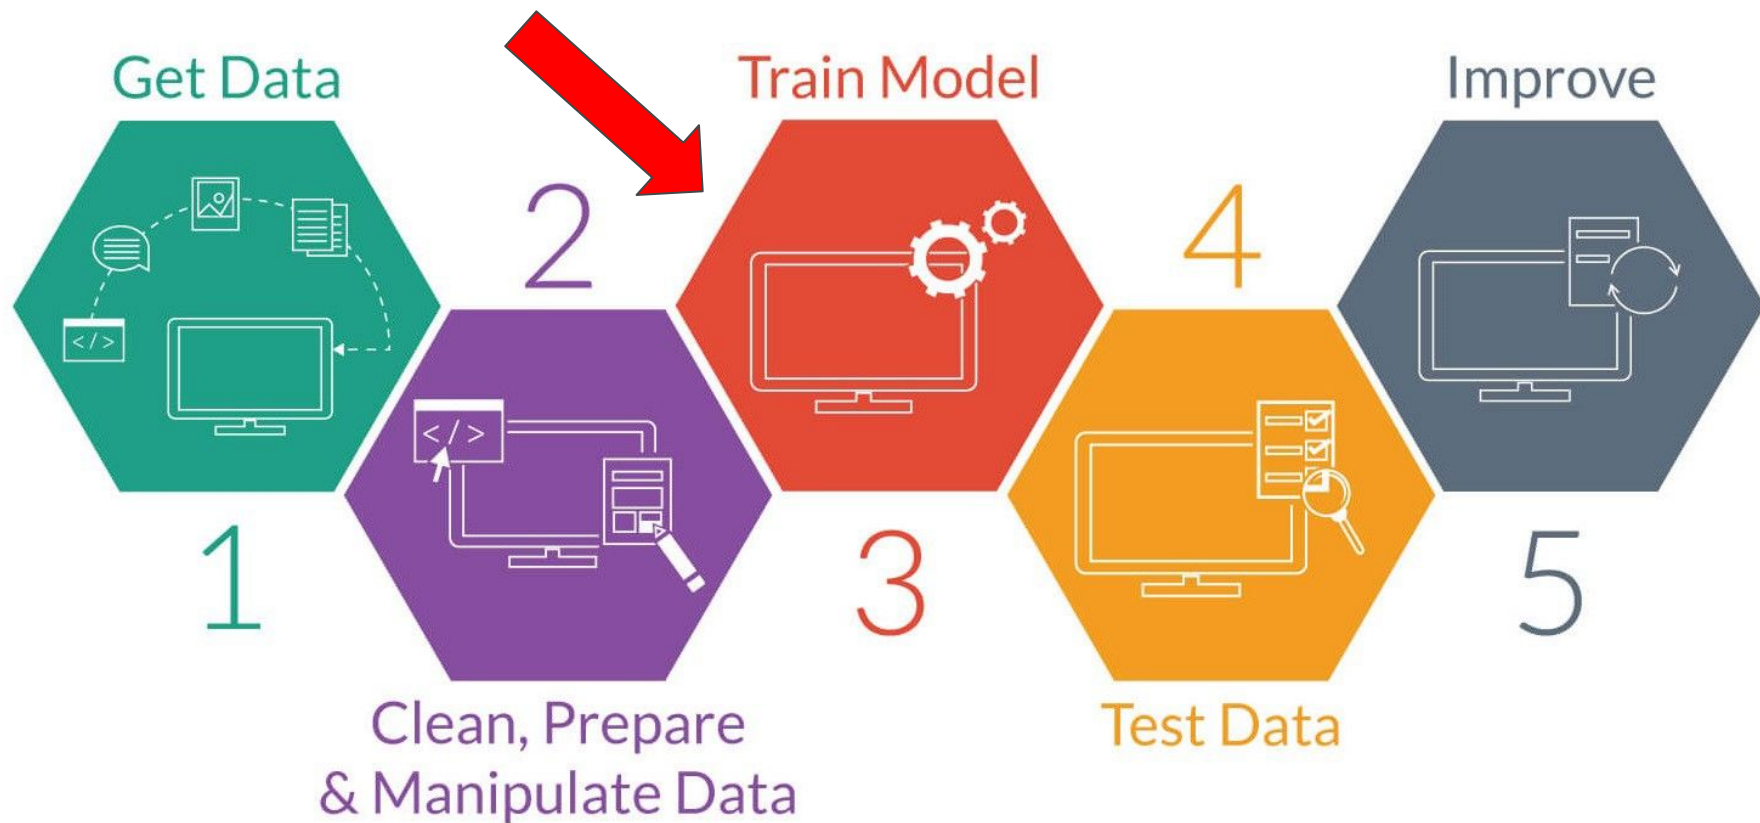 Get Data
1
2
Clean, Prepare
& Manipulate Data
Train Model
3
4
Test Data
Improve
5
</>
</>